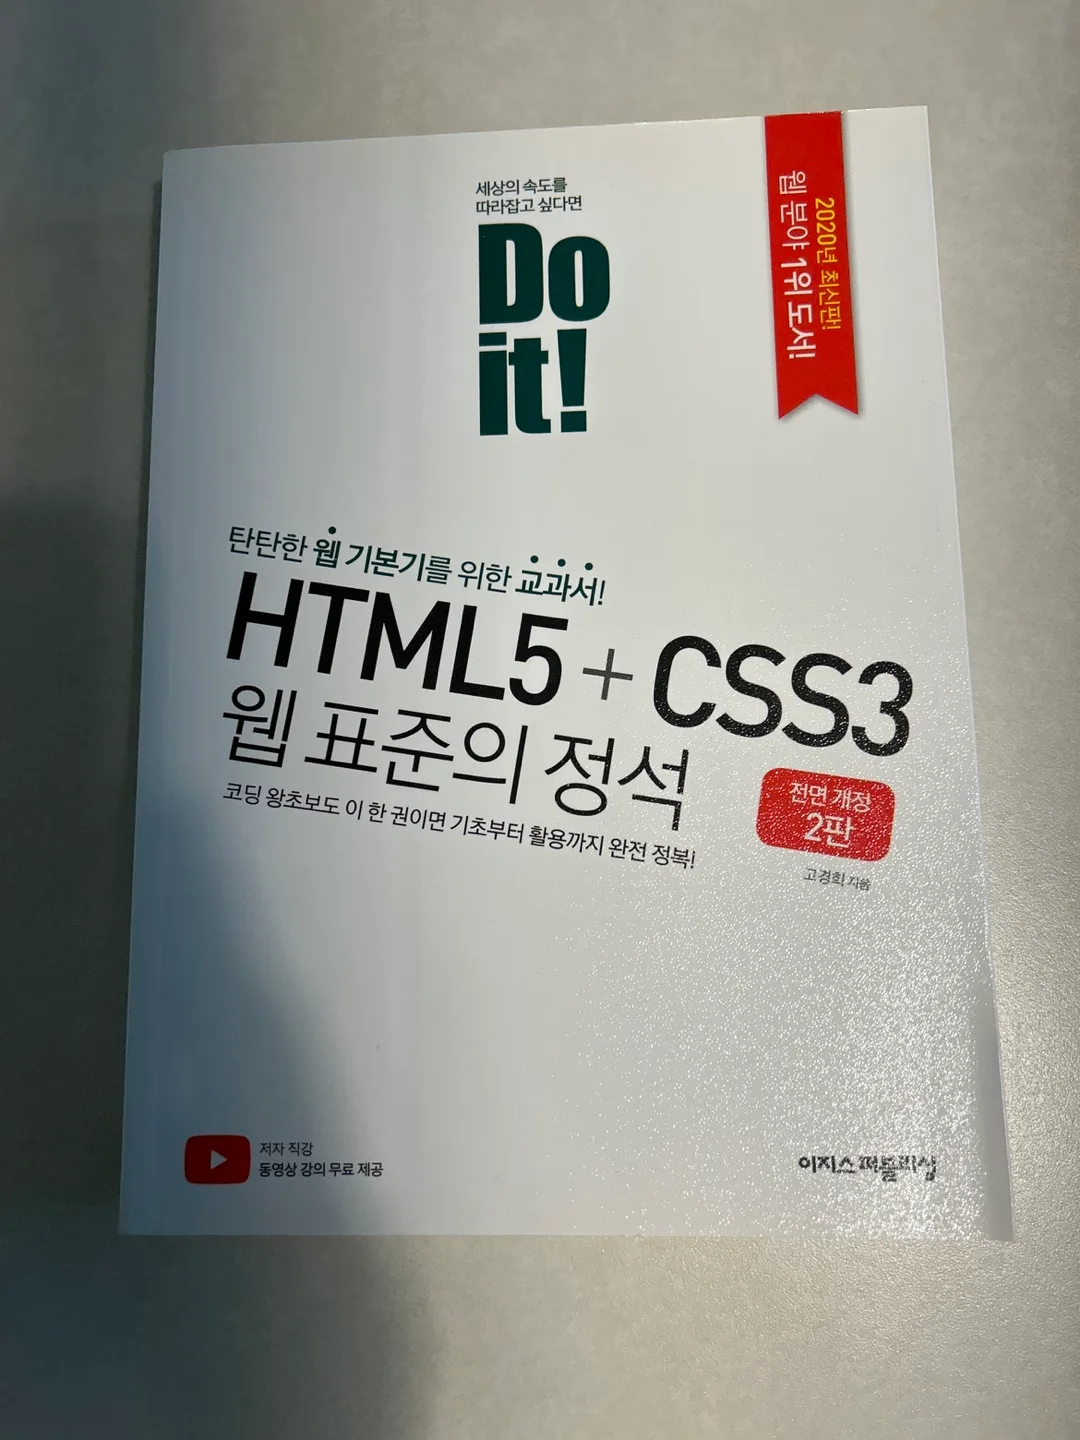 세상의 속도를
따라잡고 싶다면
Do
it!
2020년 최신판!
웹 분야 1위 도서!
탄탄한 웹 기본기를 위한 교과서!
HTML5 + CSS3
웹 표준의 정석
코딩 왕초보도 이 한 권이면 기초부터 활용까지 완전 정복!
전면 개정
2판
고경희 지음
저자 직강
동영상 강의 무료 제공
이지스퍼블리싱